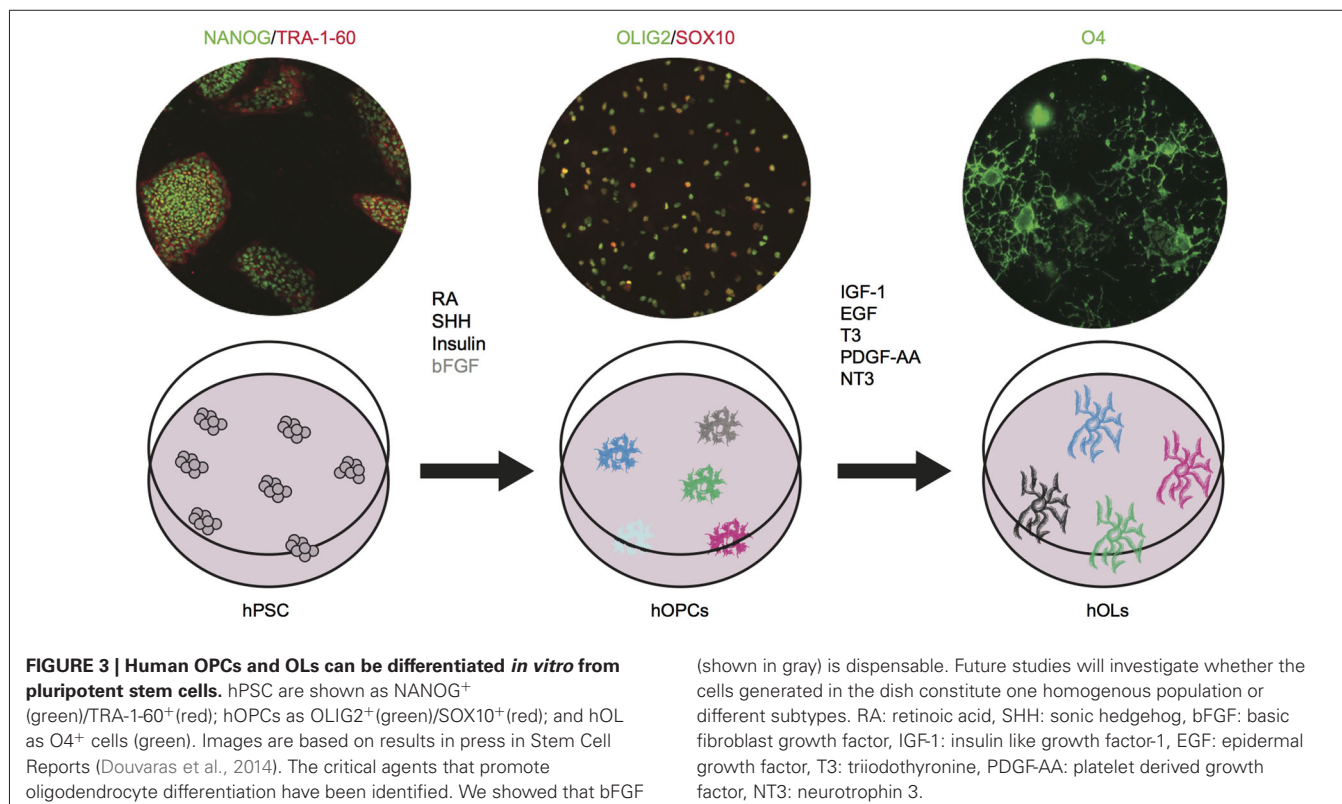 NANOG/TRA-1-60
OLIG2/SOX10
O4
RA
SHH
Insulin
bFGF
IGF-1
EGF
T3
PDGF-AA
NT3
hPSC
hOPCs
hOLs
FIGURE 3 | Human OPCs and OLs can be differentiated in vitro from
pluripotent stem cells. hPSC are shown as NANOG+
(green)/TRA-1-60+(red); hOPCs as OLIG2+(green)/SOX10+(red); and hOL
as O4+ cells (green). Images are based on results in press in Stem Cell
Reports (Douvaras et al., 2014). The critical agents that promote
oligodendrocyte differentiation have been identified. We showed that bFGF
(shown in gray) is dispensable. Future studies will investigate whether the
cells generated in the dish constitute one homogenous population or
different subtypes. RA: retinoic acid, SHH: sonic hedgehog, bFGF: basic
fibroblast growth factor, IGF-1: insulin like growth factor-1, EGF: epidermal
growth factor, T3: triiodothyronine, PDGF-AA: platelet derived growth
factor, NT3: neurotrophin 3.